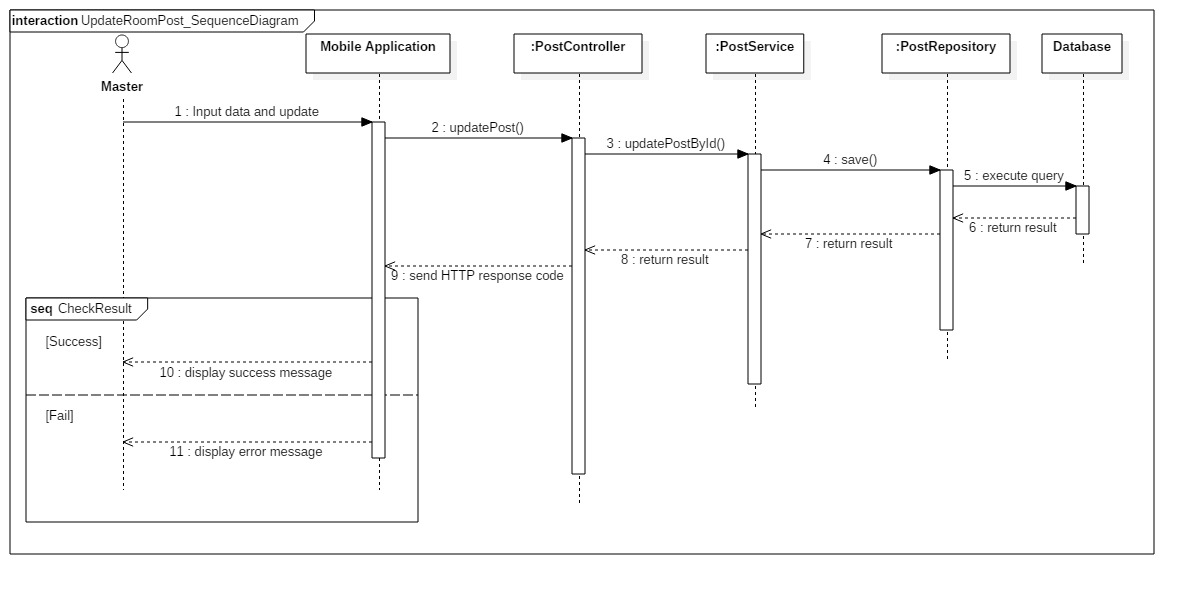 interaction UpdateRoomPost_SequenceDiagram
Master
Mobile Application
:PostController
:PostService
:PostRepository
Database
1 : Input data and update
2 : updatePost()
3 : updatePostById()
4 : save()
5 : execute query
6 : return result
7 : return result
8 : return result
9 : send HTTP response code
seq CheckResult
[Success]
10 : display success message
[Fail]
11 : display error message